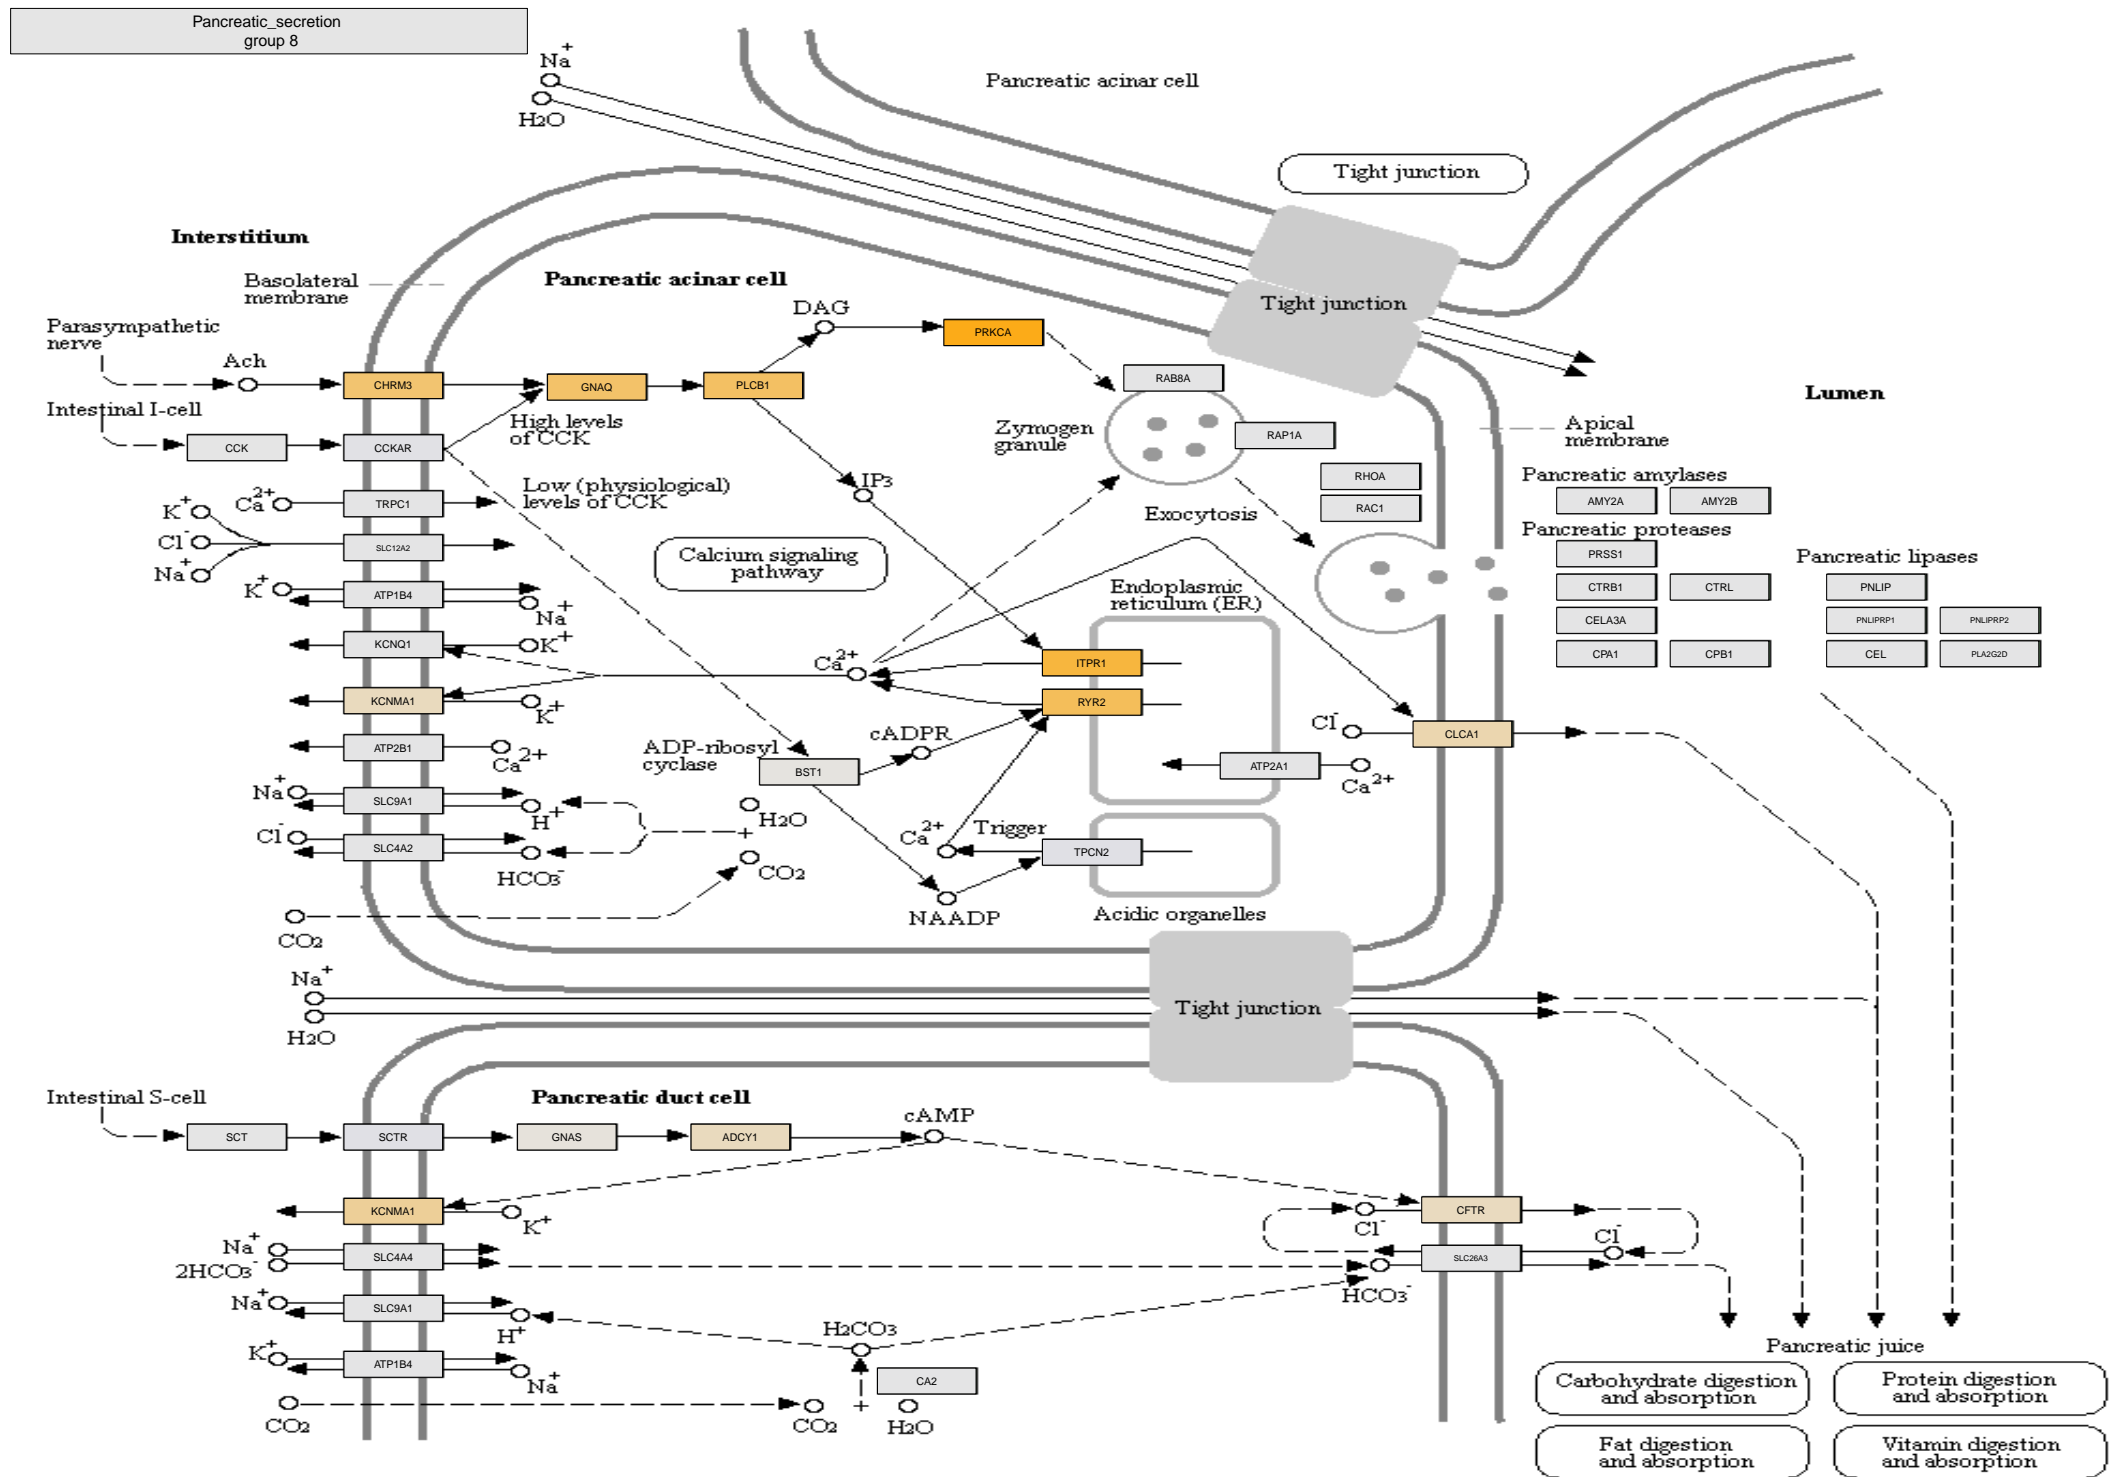 Pancreatic_secretion
group 8
Na+
H2O
Pancreatic acinar cell
Tight junction
Tight junction
Interstitium
Basolateral
membrane
Pancreatic acinar cell
Parasympathetic
nerve
Ach
CHRM3
GNAQ
PLCB1
DAG
PRKCA
RAB8A
Lumen
Intestinal I-cell
CCK
CCKAR
High levels
of CCK
Zymogen
granule
RAP1A
Apical
membrane
Low (physiological)
levels of CCK
IP3
RHOA
RAC1
Exocytosis
Ca2+
TRPC1
K+
Cl-
Na+
SLC12A2
Calcium signaling
pathway
Pancreatic amylases
AMY2A
AMY2B
Pancreatic proteases
PRSS1
CTRB1
CTRL
CELA3A
CPA1
CPB1
Pancreatic lipases
PNLIP
PNLIPRP1
PNLIPRP2
CEL
PLA2G2D
K+
ATP1B4
Na+
KCNQ1
K+
Endoplasmic
reticulum (ER)
Ca2+
ITPR1
RYR2
KCNMA1
K+
ATP2B1
Ca2+
ADP-ribosyl
cyclase
BST1
cADPR
Cl-
CLCA1
ATP2A1
Ca2+
Na+
SLC9A1
H+
H2O
+
CO2
Cl-
SLC4A2
HCO3-
Ca2+
Trigger
TPCN2
NAADP
Acidic organelles
CO2
Na+
H2O
Tight junction
Intestinal S-cell
Pancreatic duct cell
SCT
SCTR
GNAS
ADCY1
cAMP
KCNMA1
K+
Cl-
CFTR
Na+
2HCO3-
SLC4A4
SLC26A3
Cl-
HCO3-
Na+
SLC9A1
H+
H2CO3
K+
ATP1B4
Na+
CA2
CO2
CO2
+
H2O
Pancreatic juice
Carbohydrate digestion
and absorption
Protein digestion
and absorption
Fat digestion
and absorption
Vitamin digestion
and absorption